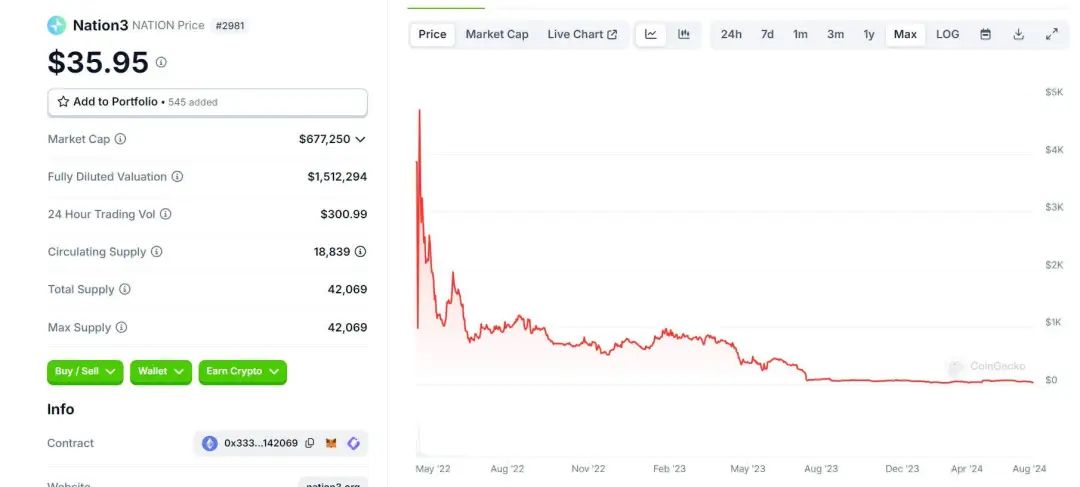 Nation3 NATION Price #2981
$35.95
Add to Portfolio • 545 added
Market Cap $677,250
Fully Diluted Valuation $1,512,294
24 Hour Trading Vol $300.99
Circulating Supply 18,839
Total Supply 42,069
Max Supply 42,069
Buy / Sell Wallet Earn Crypto
Info
Contract 0x333...142069
Website nation3.org
Price Market Cap Live Chart 24h 7d 1m 3m 1y Max LOG
$5K
$4K
$3K
$2K
$1K
$0
CoinGecko
May '22 Aug '22 Nov '22 Feb '23 May '23 Aug '23 Dec '23 Apr '24 Aug '24